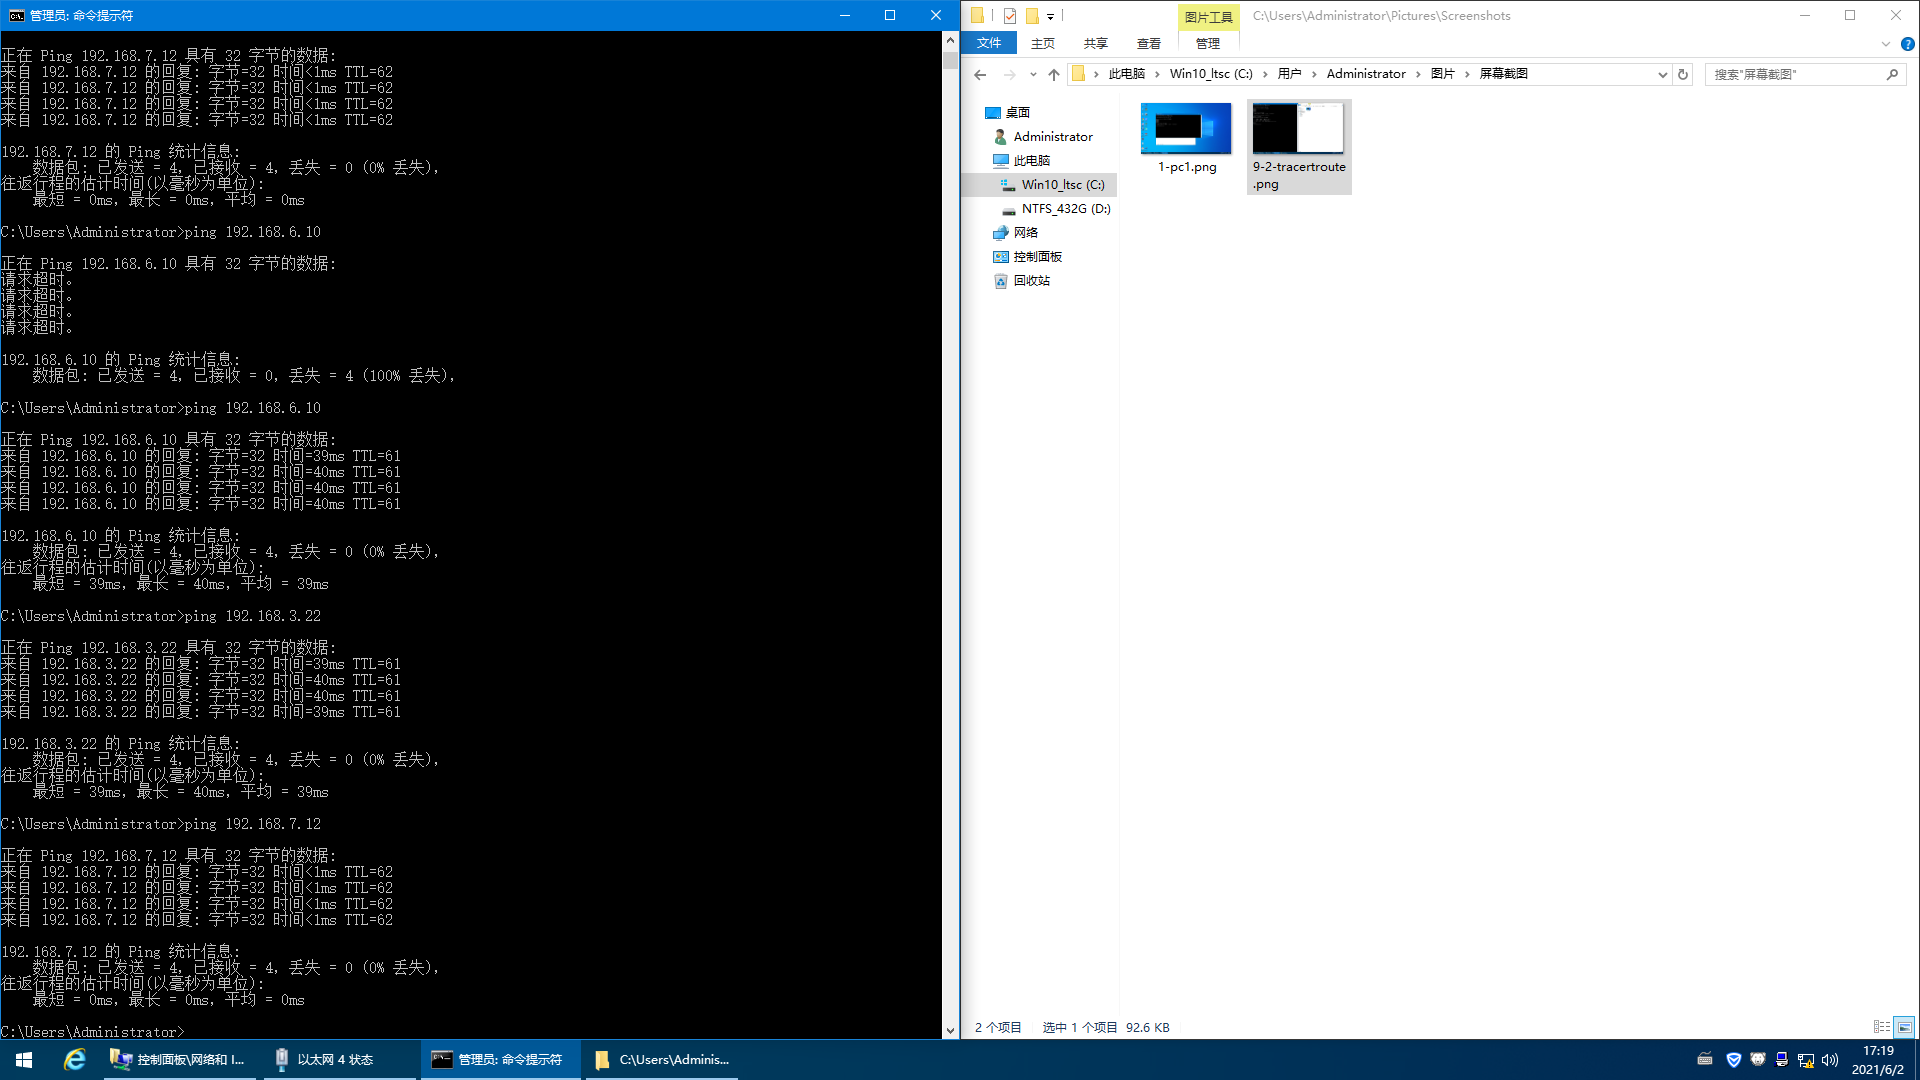 管理员: 命令提示符
正在 Ping 192.168.7.12 具有 32 字节的数据:
来自 192.168.7.12 的回复: 字节=32 时间<1ms TTL=62
来自 192.168.7.12 的回复: 字节=32 时间<1ms TTL=62
来自 192.168.7.12 的回复: 字节=32 时间<1ms TTL=62
来自 192.168.7.12 的回复: 字节=32 时间<1ms TTL=62
192.168.7.12 的 Ping 统计信息:
数据包: 已发送 = 4, 已接收 = 4, 丢失 = 0 (0% 丢失),
往返行程的估计时间(以毫秒为单位):
最短 = 0ms, 最长 = 0ms, 平均 = 0ms
C:\Users\Administrator>ping 192.168.6.10
正在 Ping 192.168.6.10 具有 32 字节的数据:
请求超时。
请求超时。
请求超时。
请求超时。
192.168.6.10 的 Ping 统计信息:
数据包: 已发送 = 4, 已接收 = 0, 丢失 = 4 (100% 丢失),
C:\Users\Administrator>ping 192.168.6.10
正在 Ping 192.168.6.10 具有 32 字节的数据:
来自 192.168.6.10 的回复: 字节=32 时间=39ms TTL=61
来自 192.168.6.10 的回复: 字节=32 时间=40ms TTL=61
来自 192.168.6.10 的回复: 字节=32 时间=40ms TTL=61
来自 192.168.6.10 的回复: 字节=32 时间=40ms TTL=61
192.168.6.10 的 Ping 统计信息:
数据包: 已发送 = 4, 已接收 = 4, 丢失 = 0 (0% 丢失),
往返行程的估计时间(以毫秒为单位):
最短 = 39ms, 最长 = 40ms, 平均 = 39ms
C:\Users\Administrator>ping 192.168.3.22
正在 Ping 192.168.3.22 具有 32 字节的数据:
来自 192.168.3.22 的回复: 字节=32 时间=39ms TTL=61
来自 192.168.3.22 的回复: 字节=32 时间=40ms TTL=61
来自 192.168.3.22 的回复: 字节=32 时间=40ms TTL=61
来自 192.168.3.22 的回复: 字节=32 时间=39ms TTL=61
192.168.3.22 的 Ping 统计信息:
数据包: 已发送 = 4, 已接收 = 4, 丢失 = 0 (0% 丢失),
往返行程的估计时间(以毫秒为单位):
最短 = 39ms, 最长 = 40ms, 平均 = 39ms
C:\Users\Administrator>ping 192.168.7.12
正在 Ping 192.168.7.12 具有 32 字节的数据:
来自 192.168.7.12 的回复: 字节=32 时间<1ms TTL=62
来自 192.168.7.12 的回复: 字节=32 时间<1ms TTL=62
来自 192.168.7.12 的回复: 字节=32 时间<1ms TTL=62
来自 192.168.7.12 的回复: 字节=32 时间<1ms TTL=62
192.168.7.12 的 Ping 统计信息:
数据包: 已发送 = 4, 已接收 = 4, 丢失 = 0 (0% 丢失),
往返行程的估计时间(以毫秒为单位):
最短 = 0ms, 最长 = 0ms, 平均 = 0ms
C:\Users\Administrator>
图片工具 C:\Users\Administrator\Pictures\Screenshots
文件 主页 共享 查看 管理
此电脑 Win10_ltsc (C:) 用户 Administrator 图片 屏幕截图
搜索"屏幕截图"
桌面
Administrator
此电脑
Win10_ltsc (C:)
NTFS_432G (D:)
网络
控制面板
回收站
1-pc1.png
9-2-tracertroute
.png
2 个项目 选中 1 个项目 92.6 KB
控制面板\网络和 I...
以太网 4 状态
管理员: 命令提示符
C:\Users\Adminis...
17:19
2021/6/2